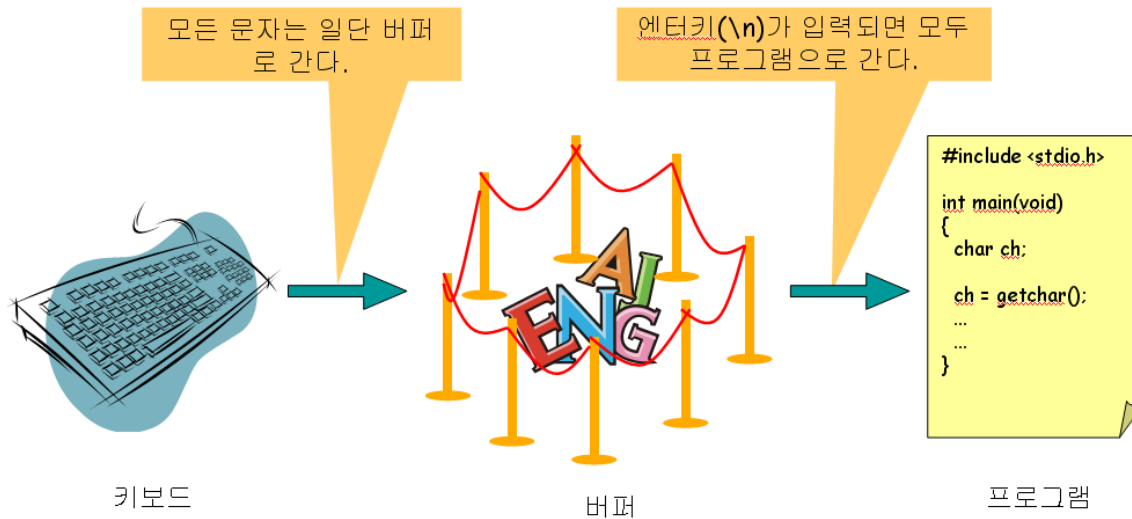 모든 문자는 일단 버퍼
로 간다.
엔터키(\n)가 입력되면 모두
프로그램으로 간다.
#include <stdio.h>
int main(void)
{
char ch;
ch = getchar();
...
...
}
A
I
E
N
G
키보드
버퍼
프로그램